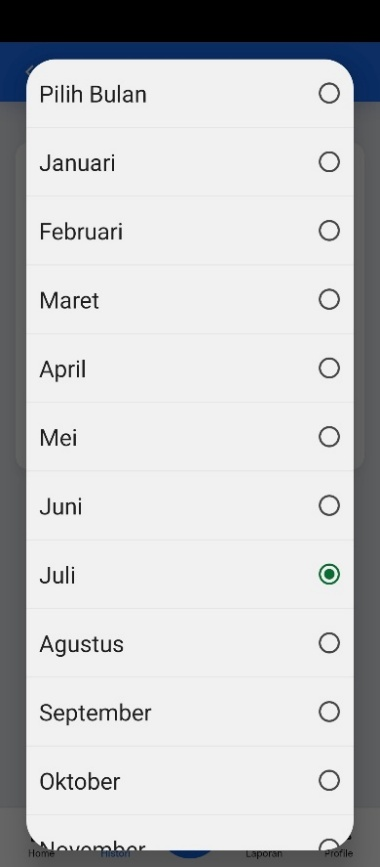 Pilih Bulan
Januari
Februari
Maret
April
Mei
Juni
Juli
Agustus
September
Oktober
November
Home
Histori
Laporan
Profile